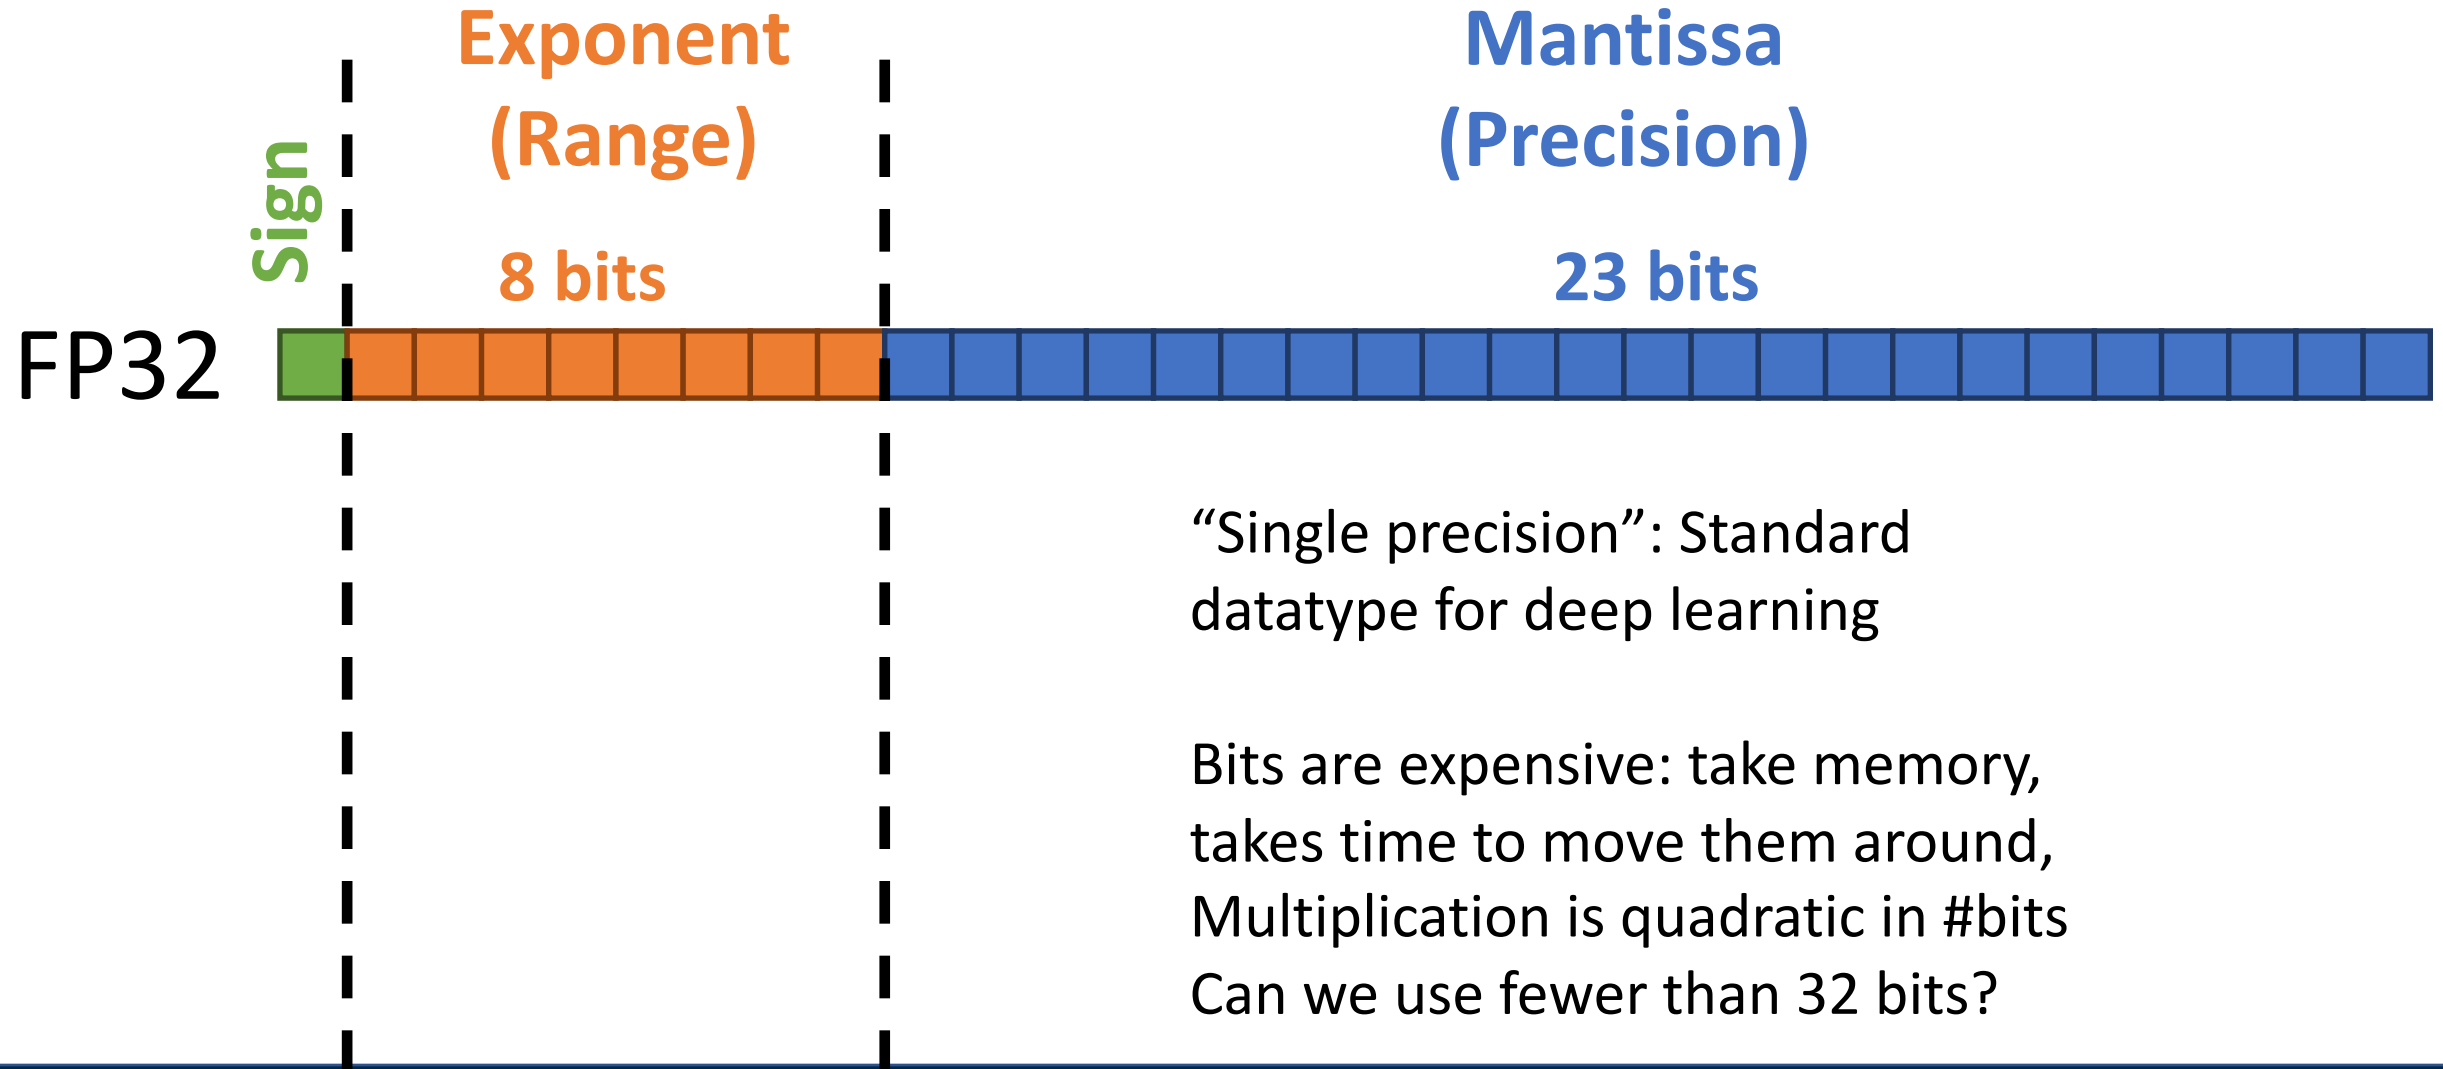 Exponent
(Range)
Mantissa
(Precision)
Sign
8 bits
23 bits
FP32
“Single precision”: Standard
datatype for deep learning
Bits are expensive: take memory,
takes time to move them around,
Multiplication is quadratic in #bits
Can we use fewer than 32 bits?